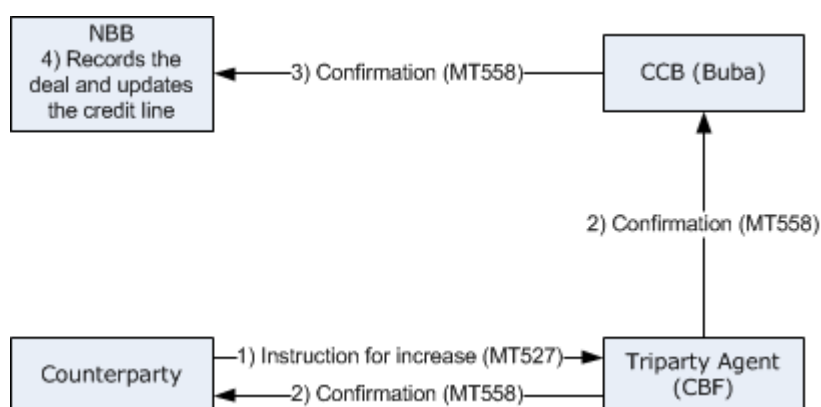 NBB
4) Records the
deal and updates
the credit line
3) Confirmation (MT558)
CCB (Buba)
2) Confirmation (MT558)
Counterparty
1) Instruction for increase (MT527)
2) Confirmation (MT558)
Triparty Agent
(CBF)